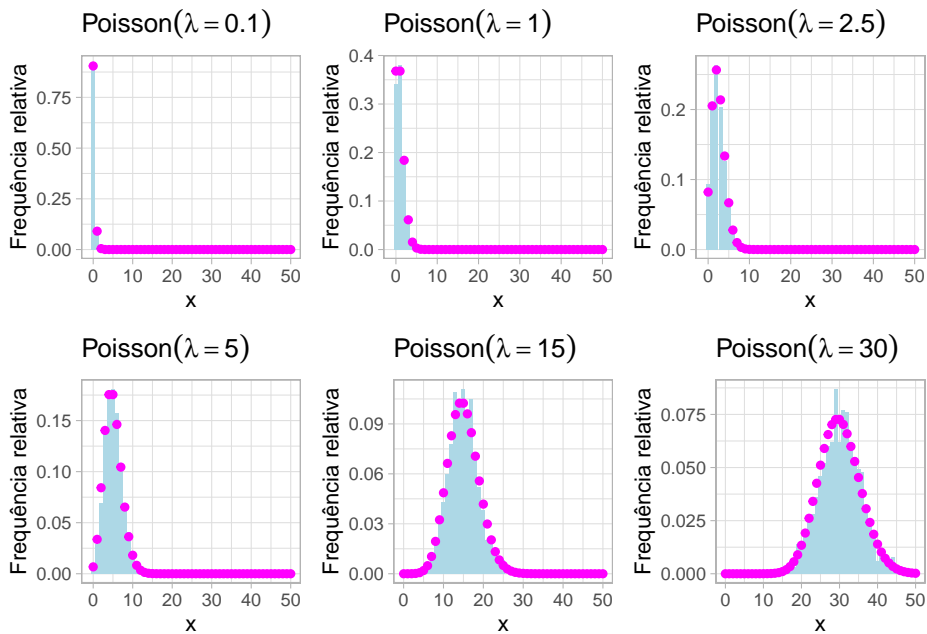 Poisson(λ = 0.1)
Frequência relativa
0.75
0.50
0.25
0.00
0 10 20 30 40 50
x
Poisson(λ = 1)
Frequência relativa
0.4
0.3
0.2
0.1
0.0
0 10 20 30 40 50
x
Poisson(λ = 2.5)
Frequência relativa
0.2
0.1
0.0
0 10 20 30 40 50
x
Poisson(λ = 5)
Frequência relativa
0.15
0.10
0.05
0.00
0 10 20 30 40 50
x
Poisson(λ = 15)
Frequência relativa
0.09
0.06
0.03
0.00
0 10 20 30 40 50
x
Poisson(λ = 30)
Frequência relativa
0.075
0.050
0.025
0.000
0 10 20 30 40 50
x